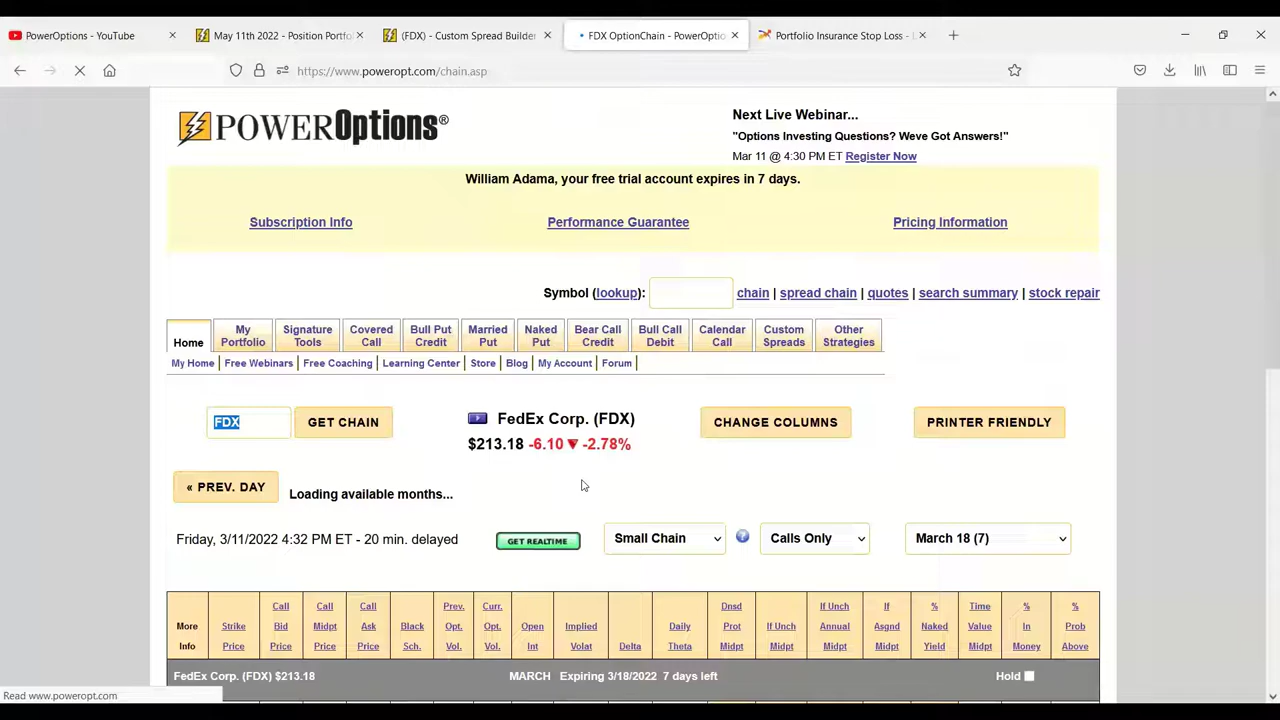 PowerOptions - YouTube
May 11th 2022 - Position Portfol
(FDX) - Custom Spread Builder
FDX OptionChain - PowerOptio
Portfolio Insurance Stop Loss -
https://www.poweropt.com/chain.asp
POWEROptions®
Next Live Webinar...
"Options Investing Questions? Weve Got Answers!"
Mar 11 @ 4:30 PM ET Register Now
William Adama, your free trial account expires in 7 days.
Subscription Info Performance Guarantee Pricing Information
Symbol (lookup): chain | spread chain | quotes | search summary | stock repair
Home My Portfolio Signature Tools Covered Call Bull Put Credit Married Put Naked Put Bear Call Credit Bull Call Debit Calendar Call Custom Spreads Other Strategies
My Home | Free Webinars | Free Coaching | Learning Center | Store | Blog | My Account | Forum |
FDX GET CHAIN FedEx Corp. (FDX) CHANGE COLUMNS PRINTER FRIENDLY
$213.18 -6.10 ▼ -2.78%
« PREV. DAY Loading available months...
Friday, 3/11/2022 4:32 PM ET - 20 min. delayed GET REALTIME Small Chain ? Calls Only March 18 (7)
More Info Strike Price Call Bid Price Call Midpt Price Call Ask Price Black Sch. Prev. Opt. Vol. Curr. Opt. Vol. Open Int Implied Volat Delta Daily Theta Dnsd Prot Midpt If Unch Midpt If Unch Annual Midpt If Asgnd Midpt % Naked Yield Time Value Midpt % In Money % Prob Above
FedEx Corp. (FDX) $213.18 MARCH Expiring 3/18/2022 7 days left Hold
Read www.poweropt.com